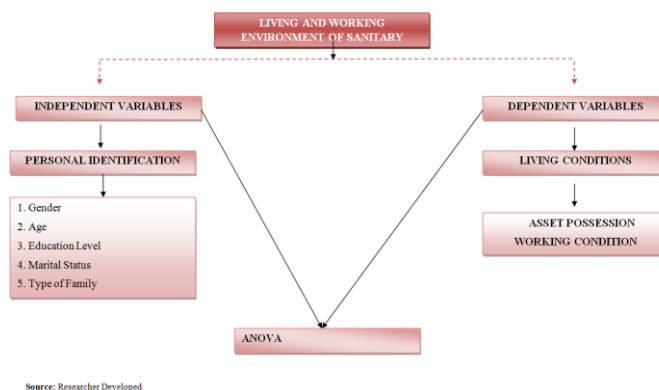 LIVING AND WORKING
ENVIRONMENT OF SANITARY
INDEPENDENT VARIABLES
DEPENDENT VARIABLES
PERSONAL IDENTIFICATION
LIVING CONDITIONS
1. Gender
2. Age
3. Education Level
4. Marital Status
5. Type of Family
ASSET POSSESSION
WORKING CONDITION
ANOVA
Source: Researcher Developed